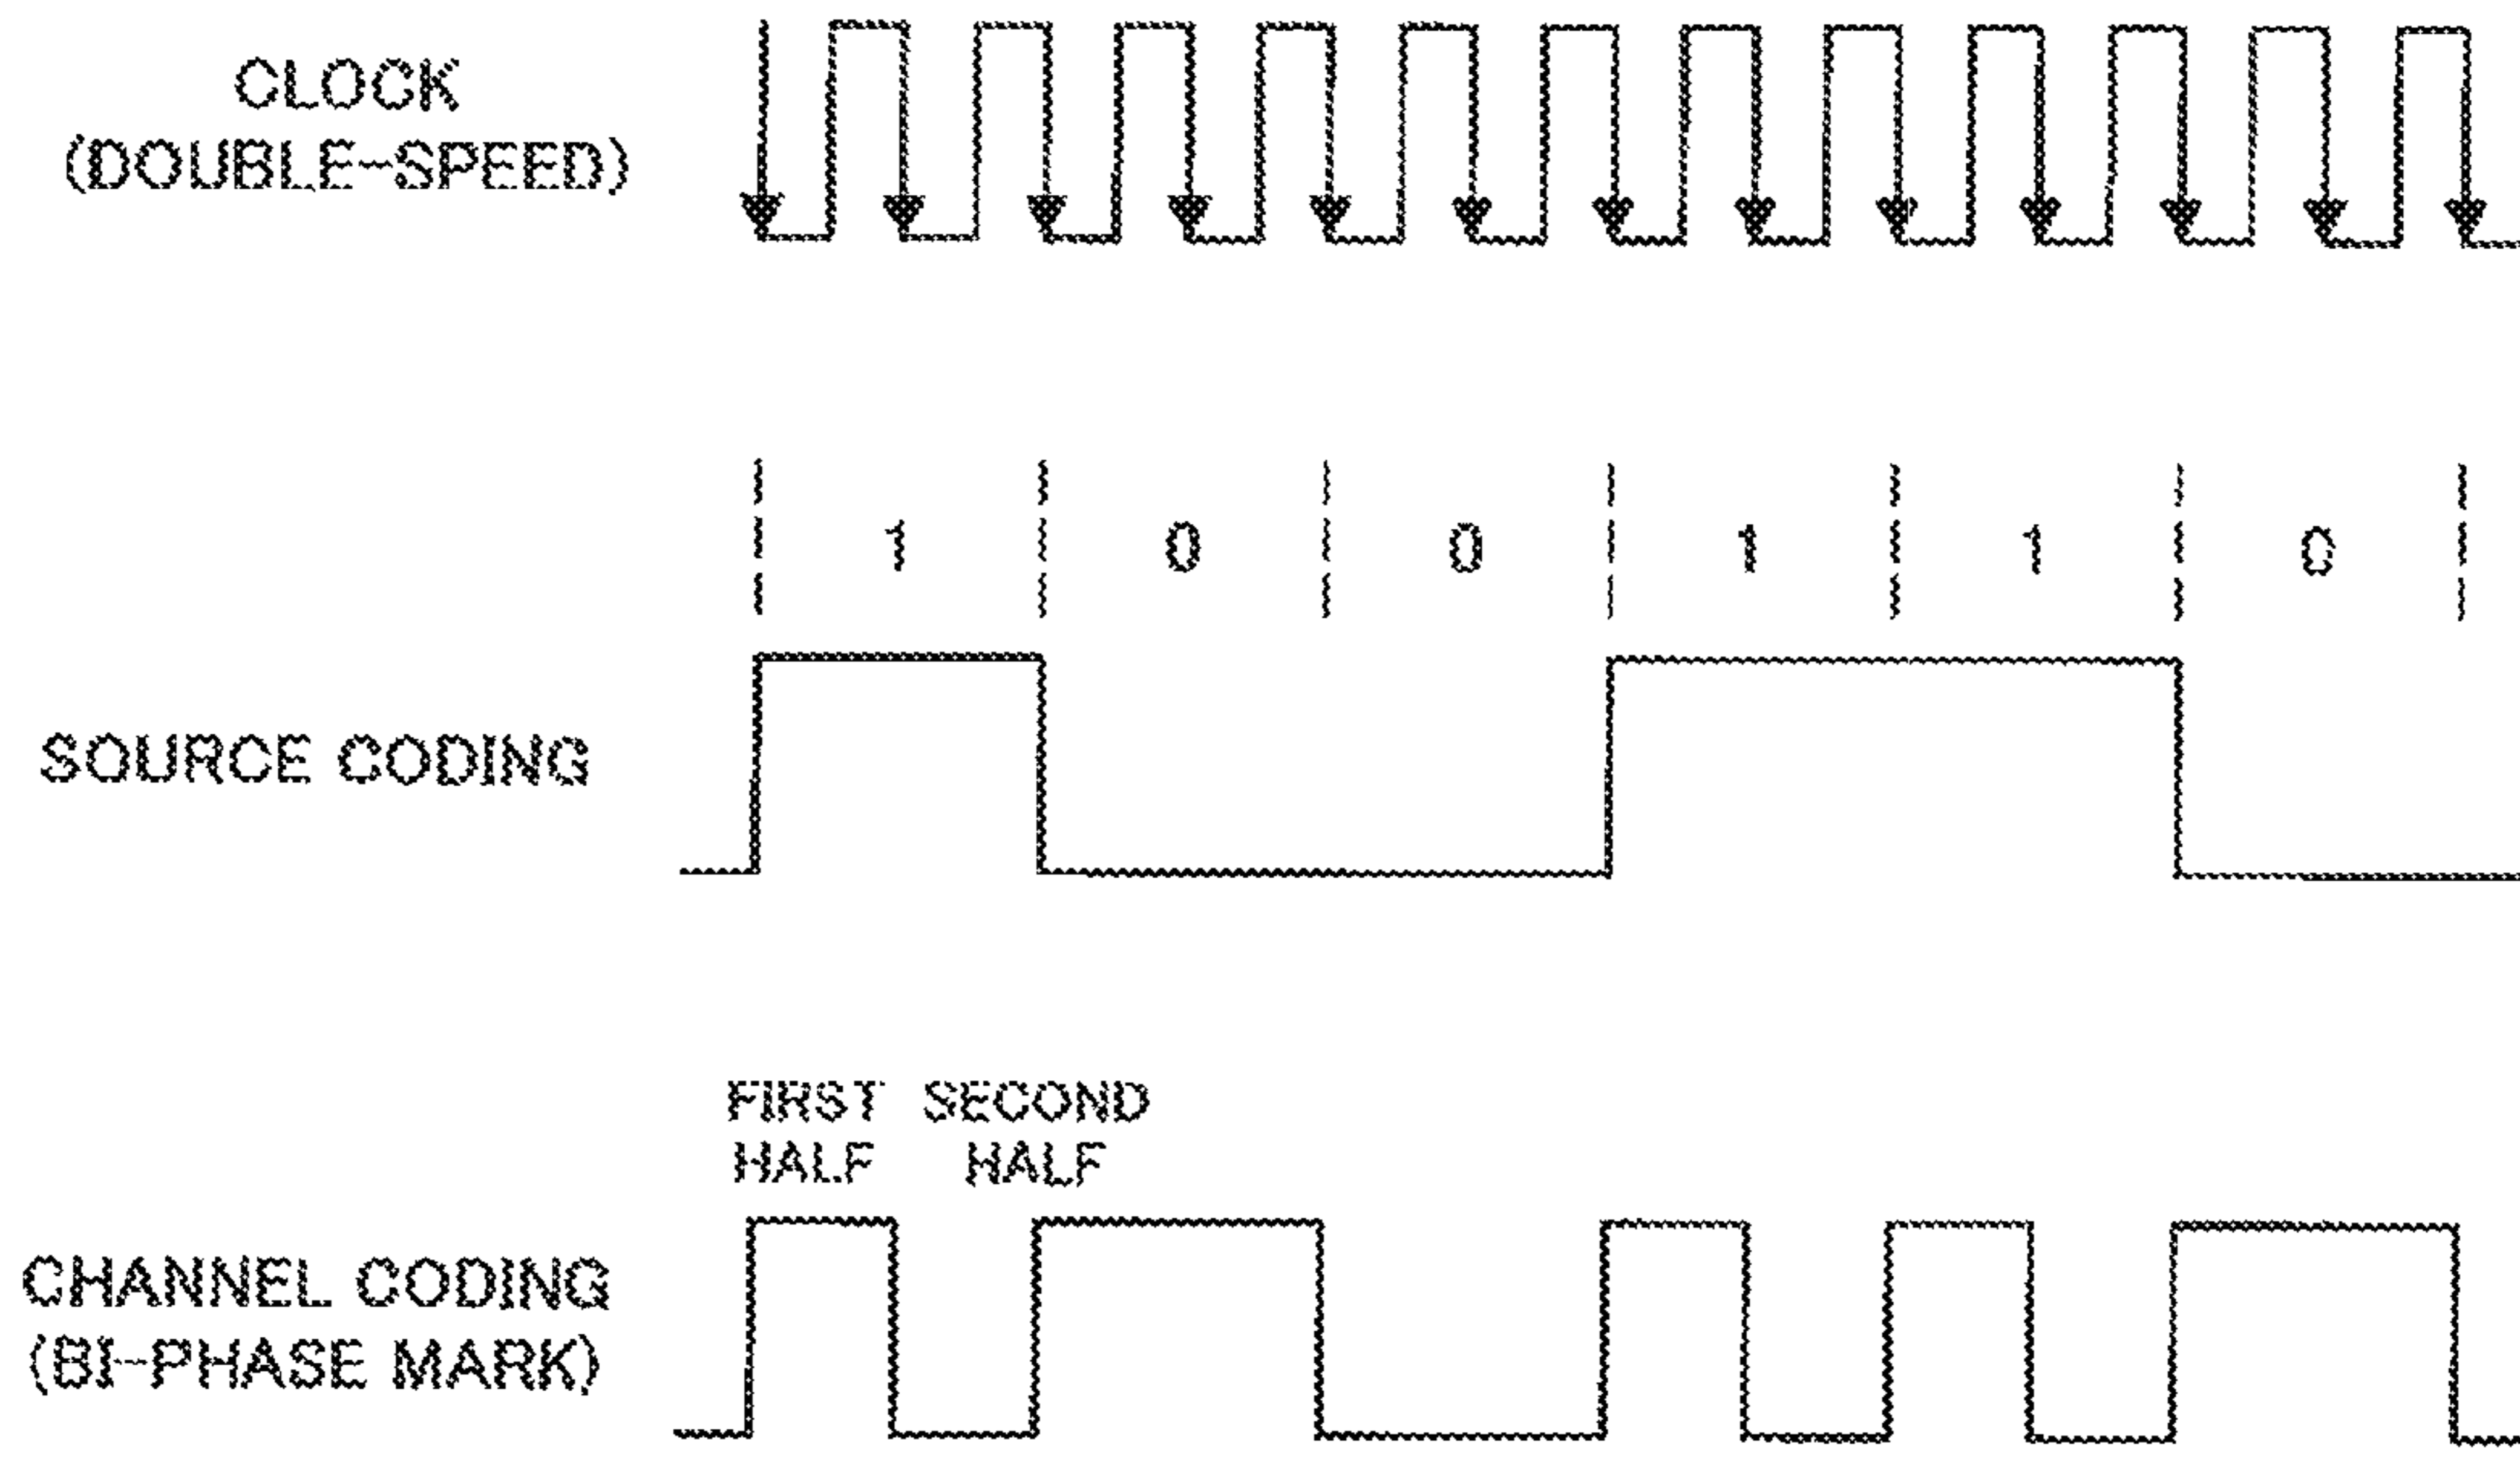 CLOCK
(DOUBLE-SPEED)
1 0 0 1 1 0
SOURCE CODING
FIRST SECOND
HALF HALF
CHANNEL CODING
(BI-PHASE MARK)